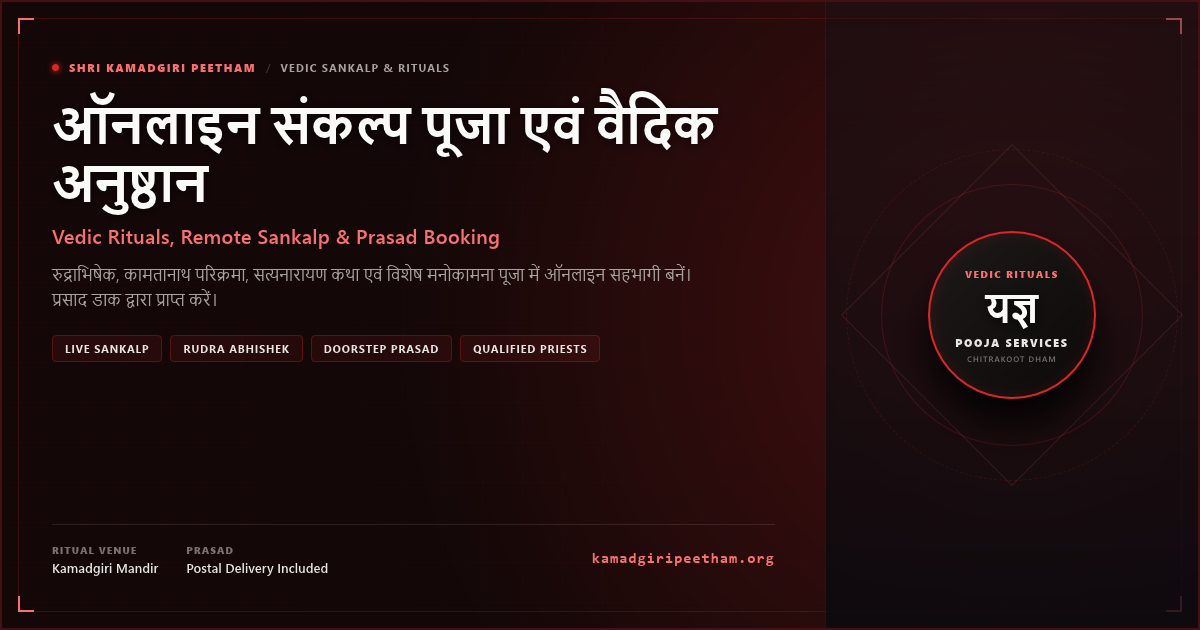 SHRI KAMADGIRI PEETHAM / VEDIC SANKALP & RITUALS
ऑनलाइन संकल्प पूजा एवं वैदिक
अनुष्ठान
Vedic Rituals, Remote Sankalp & Prasad Booking
रुद्राभिषेक, कामतानाथ परिक्रमा, सत्यनारायण कथा एवं विशेष मनोकामना पूजा में ऑनलाइन सहभागी बनें।
प्रसाद डाक द्वारा प्राप्त करें।
LIVE SANKALP RUDRA ABHISHEK DOORSTEP PRASAD QUALIFIED PRIESTS
RITUAL VENUE PRASAD
Kamadgiri Mandir Postal Delivery Included
kamadgiripeetham.org
VEDIC RITUALS
यज्ञ
POOJA SERVICES
CHITRAKOOT DHAM